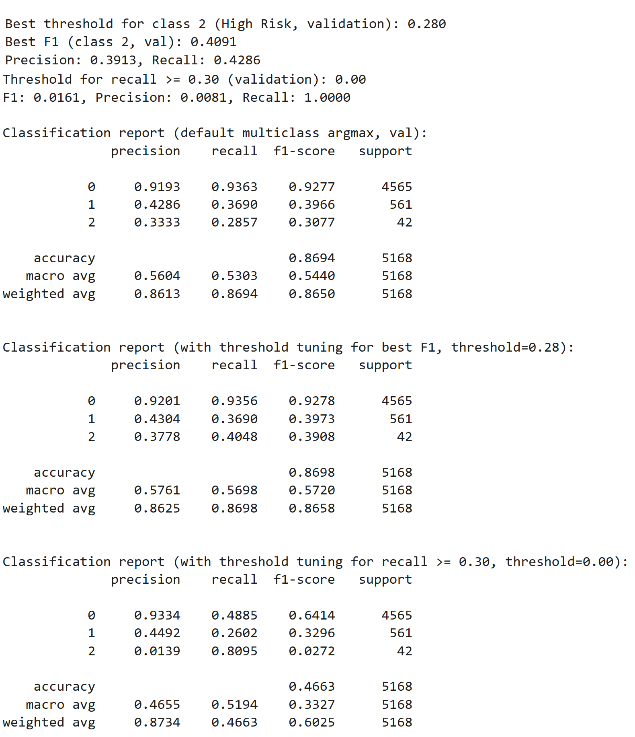 Best threshold for class 2 (High Risk, validation): 0.280
Best F1 (class 2, val): 0.4091
Precision: 0.3913, Recall: 0.4286
Threshold for recall >= 0.30 (validation): 0.00
F1: 0.0161, Precision: 0.0081, Recall: 1.0000

Classification report (default multiclass argmax, val):
              precision    recall  f1-score   support

           0     0.9193    0.9363    0.9277      4565
           1     0.4286    0.3690    0.3966       561
           2     0.3333    0.2857    0.3077        42

    accuracy                         0.8694      5168
   macro avg     0.5604    0.5303    0.5440      5168
weighted avg     0.8613    0.8694    0.8650      5168

Classification report (with threshold tuning for best F1, threshold=0.28):
              precision    recall  f1-score   support

           0     0.9201    0.9356    0.9278      4565
           1     0.4304    0.3690    0.3973       561
           2     0.3778    0.4048    0.3908        42

    accuracy                         0.8698      5168
   macro avg     0.5761    0.5698    0.5720      5168
weighted avg     0.8625    0.8698    0.8658      5168

Classification report (with threshold tuning for recall >= 0.30, threshold=0.00):
              precision    recall  f1-score   support

           0     0.9334    0.4885    0.6414      4565
           1     0.4492    0.2602    0.3296       561
           2     0.0139    0.8095    0.0272        42

    accuracy                         0.4663      5168
   macro avg     0.4655    0.5194    0.3327      5168
weighted avg     0.8734    0.4663    0.6025      5168